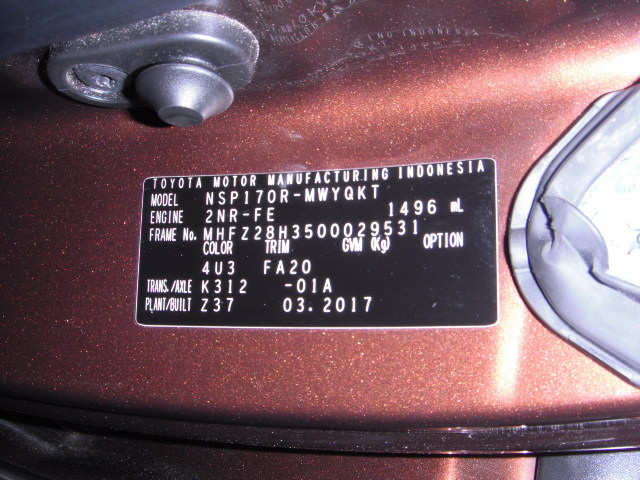 TOYOTA MOTOR MANUFACTURING INDONESIA
MODEL NSP170R-MWYQKT
ENGINE 2NR-FE 1496 mL
FRAME No. MHFZ28H3500029531
COLOR TRIM GVM (Kg) OPTION
4U3 FA20
TRANS./AXLE K312 -01A
PLANT/BUILT Z37 03.2017